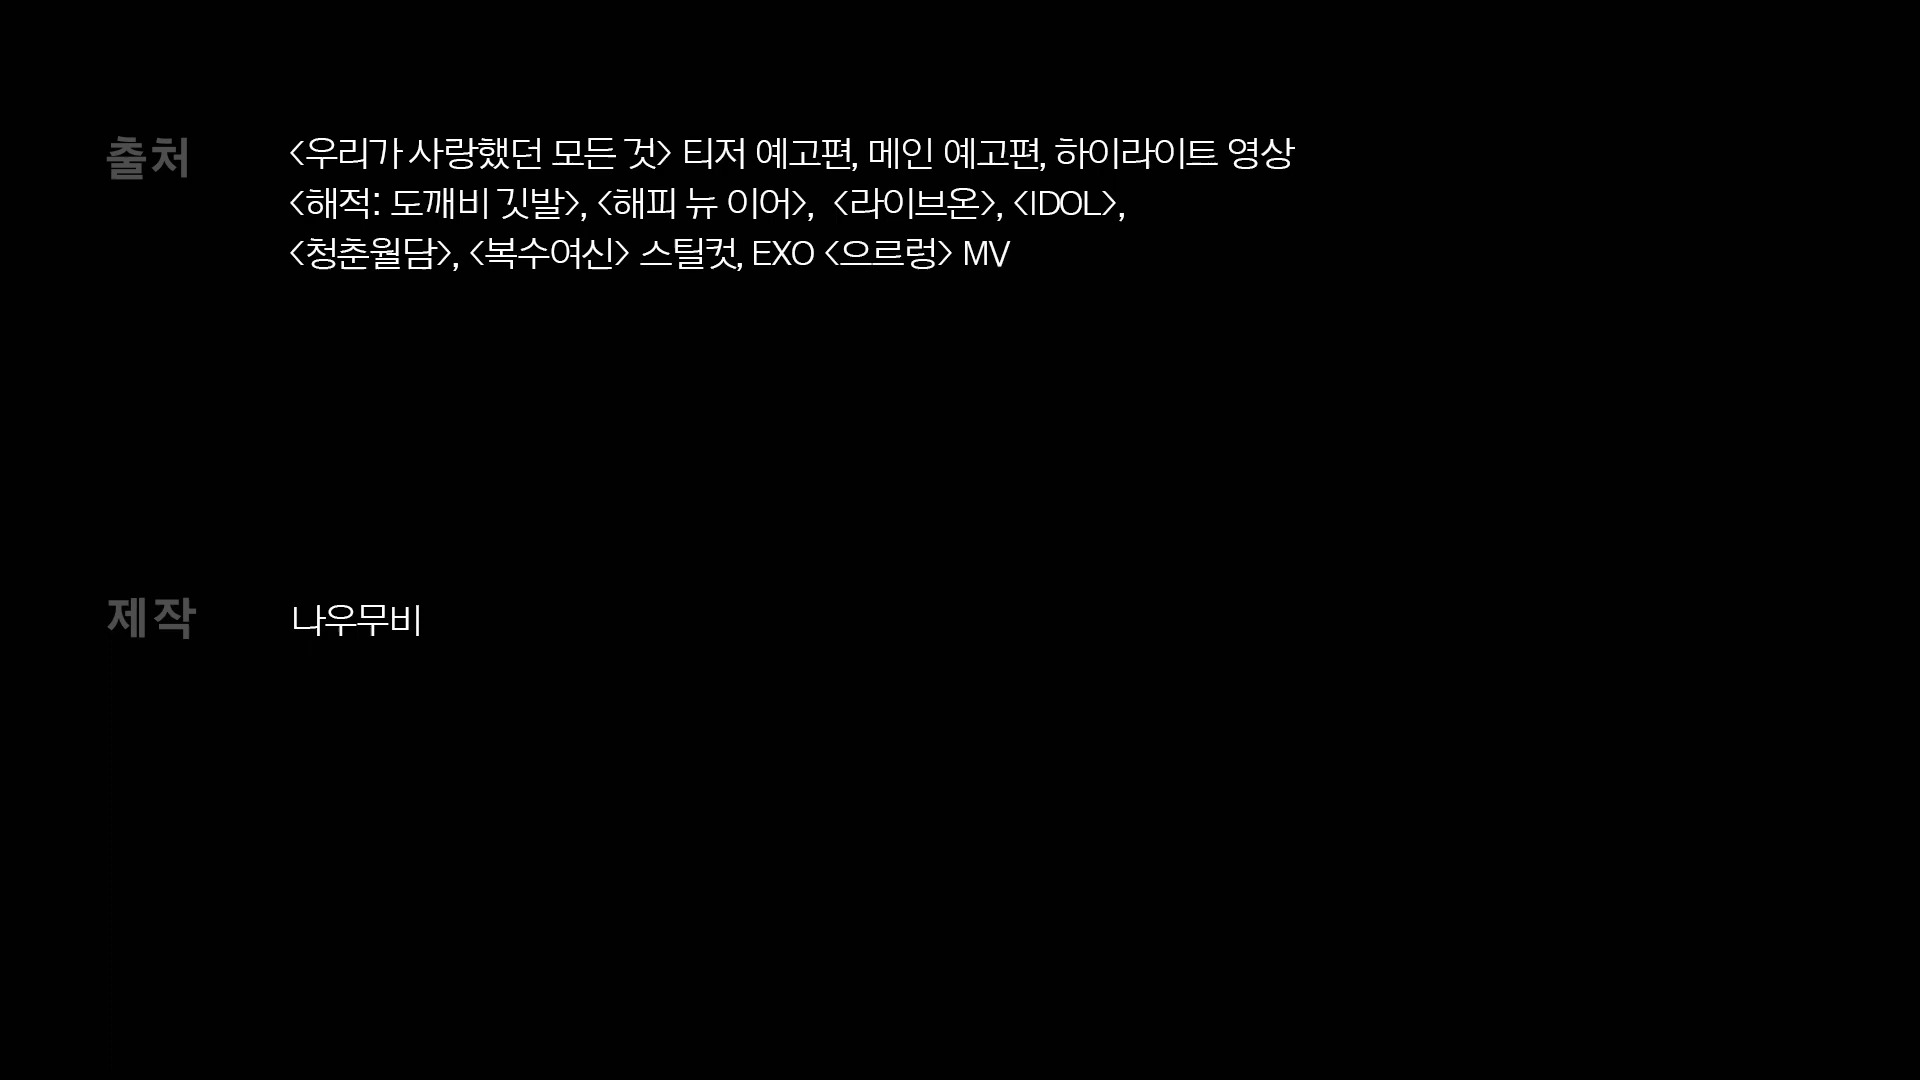 출처 <우리가 사랑했던 모든 것> 티저 예고편, 메인 예고편, 하이라이트 영상
<해적: 도깨비 깃발>, <해피 뉴 이어>, <라이브온>, <IDOL>,
<청춘월담>, <복수여신> 스틸컷, EXO <으르렁> MV
제작 나우무비